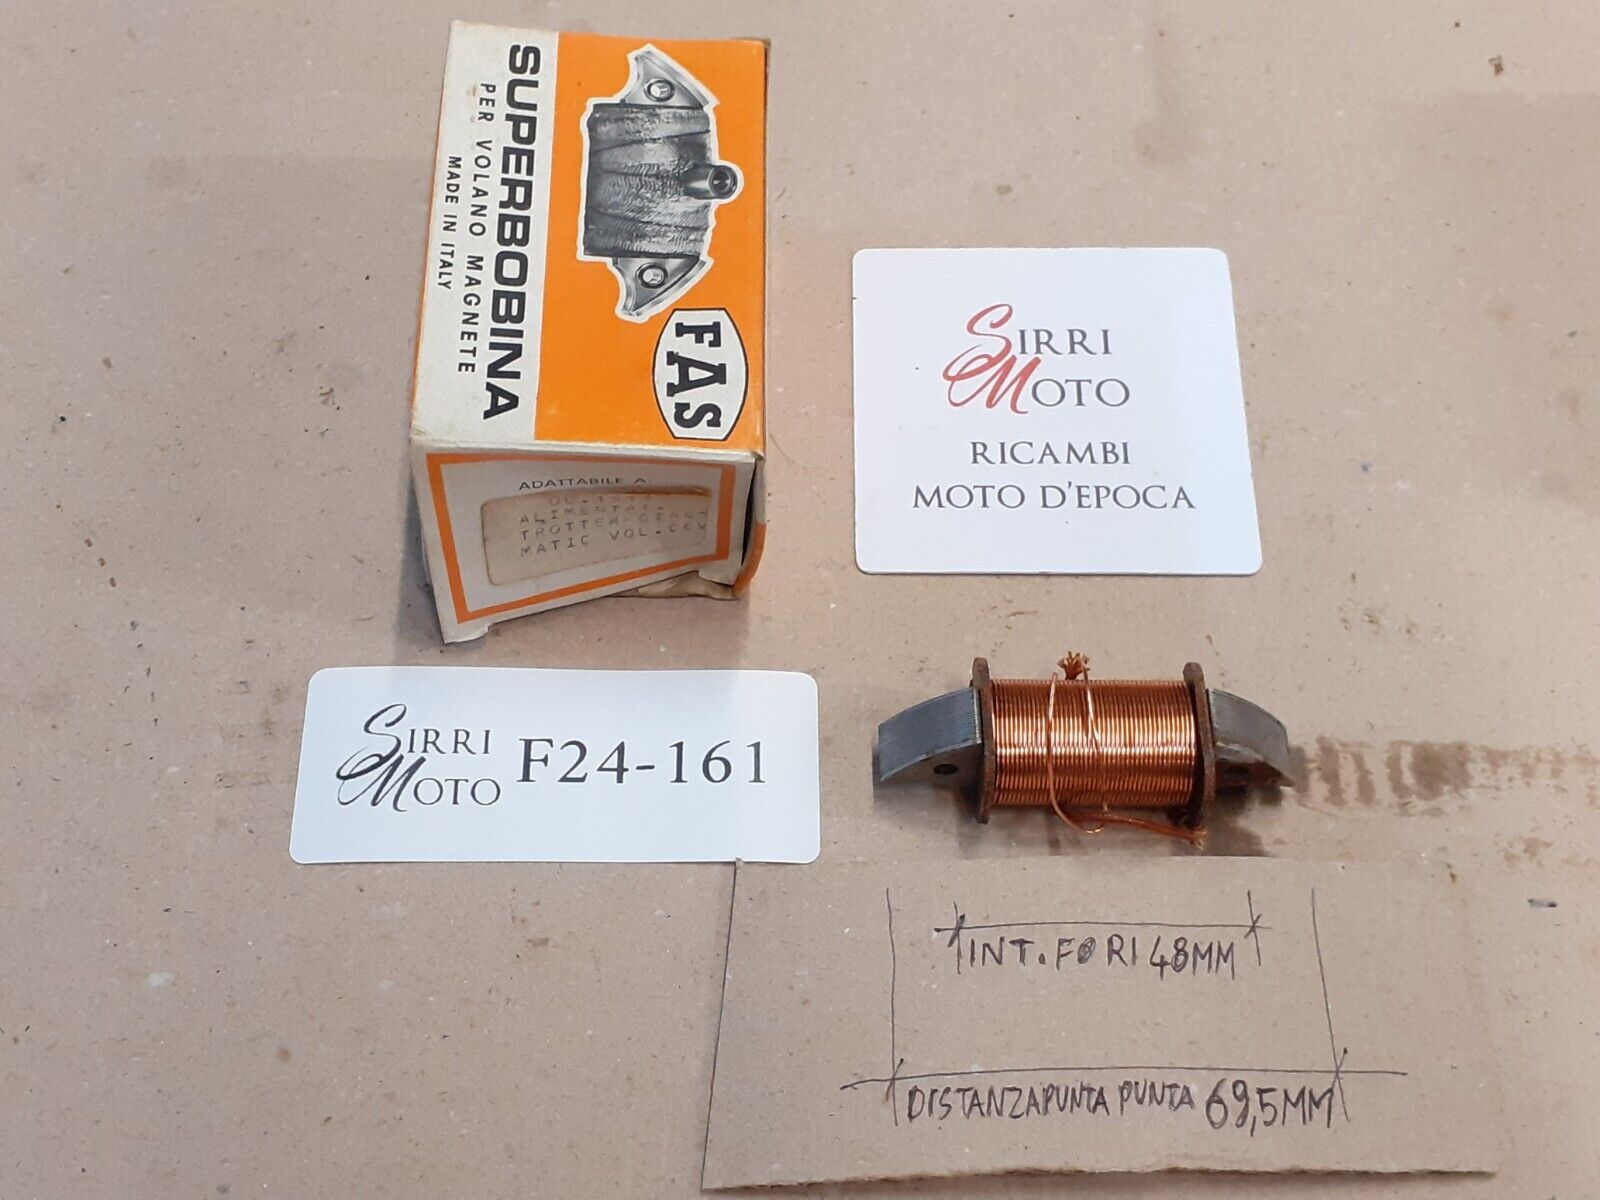 SUPERBOBINA
PER VOLANO MAGNETE
MADE IN ITALY
FAS
ADATTABILE A:
ALIMENTAZ.
TROTTER
MATIC VOL.CEV
SIRRI
MOTO
RICAMBI
MOTO D'EPOCA
SIRRI
MOTO
F24-161
INT.FORI 48MM
DISTANZA PUNTA PUNTA 69,5MM